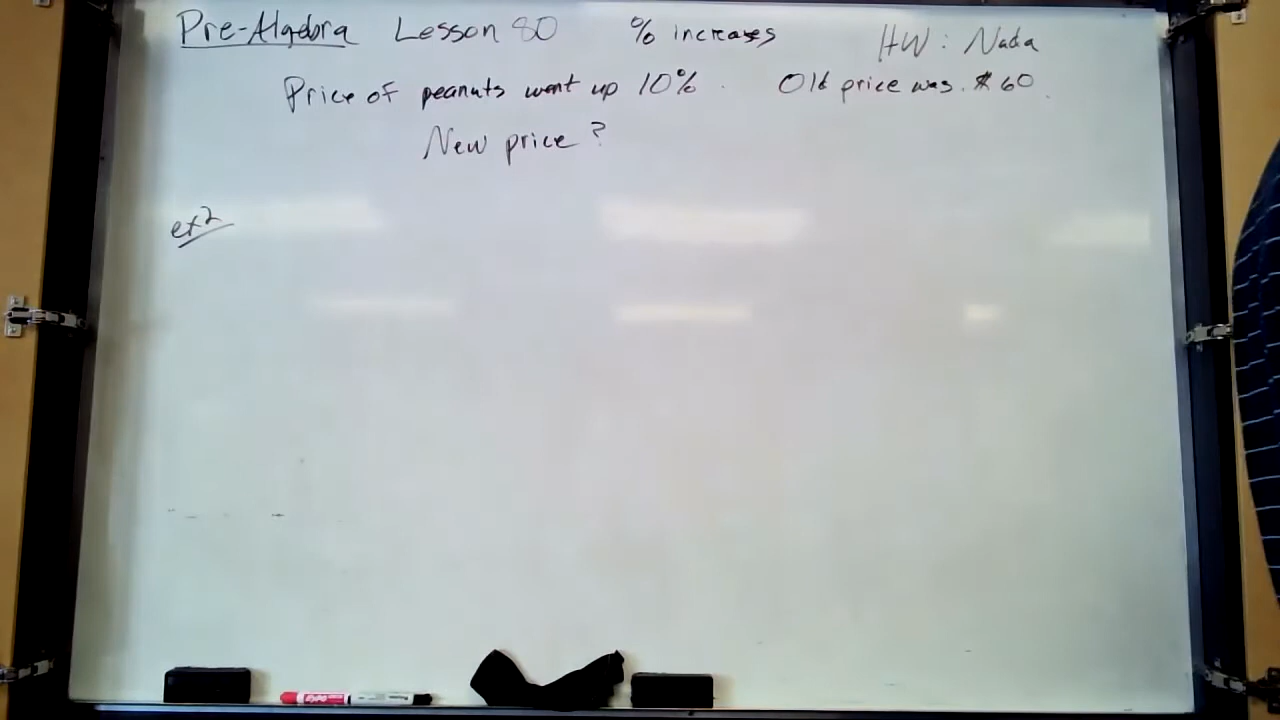 Pre-Algebra Lesson 80 % increases HW: Nada
Price of peanuts went up 10%. Old price was $60.
New price?
ex2
EXPO